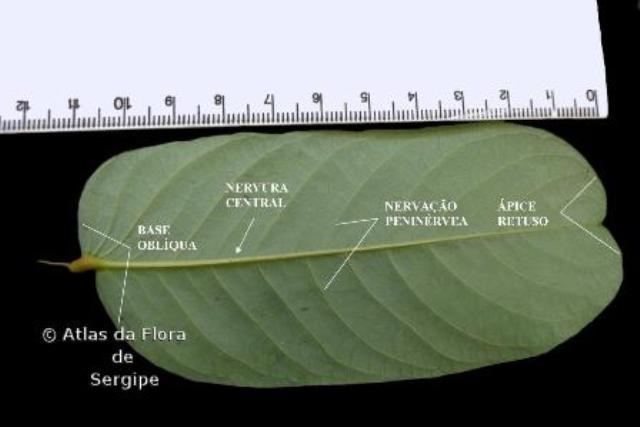 12 11 10 9 8 7 6 5 4 3 2 1 0
NERVURA
CENTRAL
NERVAÇÃO
PENINÉRVEA
ÁPICE
RETUSO
BASE
OBLÍQUA
© Atlas da Flora
de
Sergipe